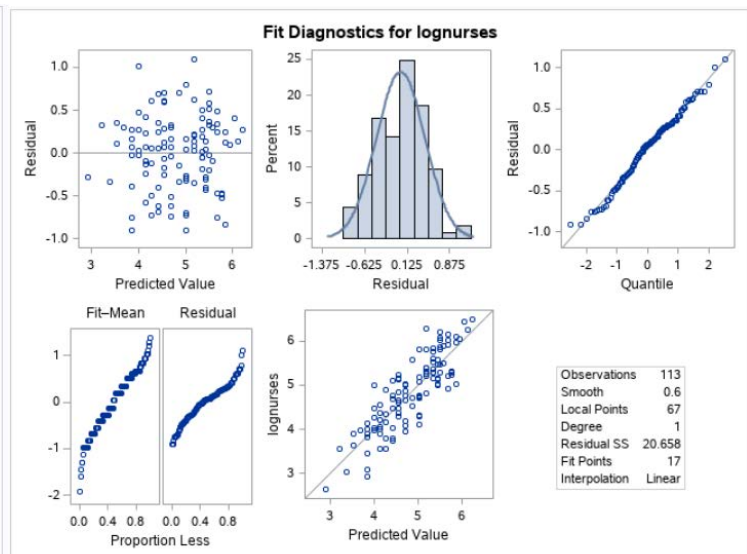 Fit Diagnostics for lognurses
1.0
0.5
0.0
-0.5
-1.0
Residual
3 4 5 6
Predicted Value
25
20
15
10
5
0
Percent
-1.375 -0.625 0.125 0.875
Residual
1.0
0.5
0.0
-0.5
-1.0
Residual
-2 -1 0 1 2
Quantile
Fit–Mean Residual
1
0
-1
-2
0.0 0.4 0.8 0.0 0.4 0.8
Proportion Less
6
5
4
3
lognurses
3 4 5 6
Predicted Value
Observations 113
Smooth 0.6
Local Points 67
Degree 1
Residual SS 20.658
Fit Points 17
Interpolation Linear